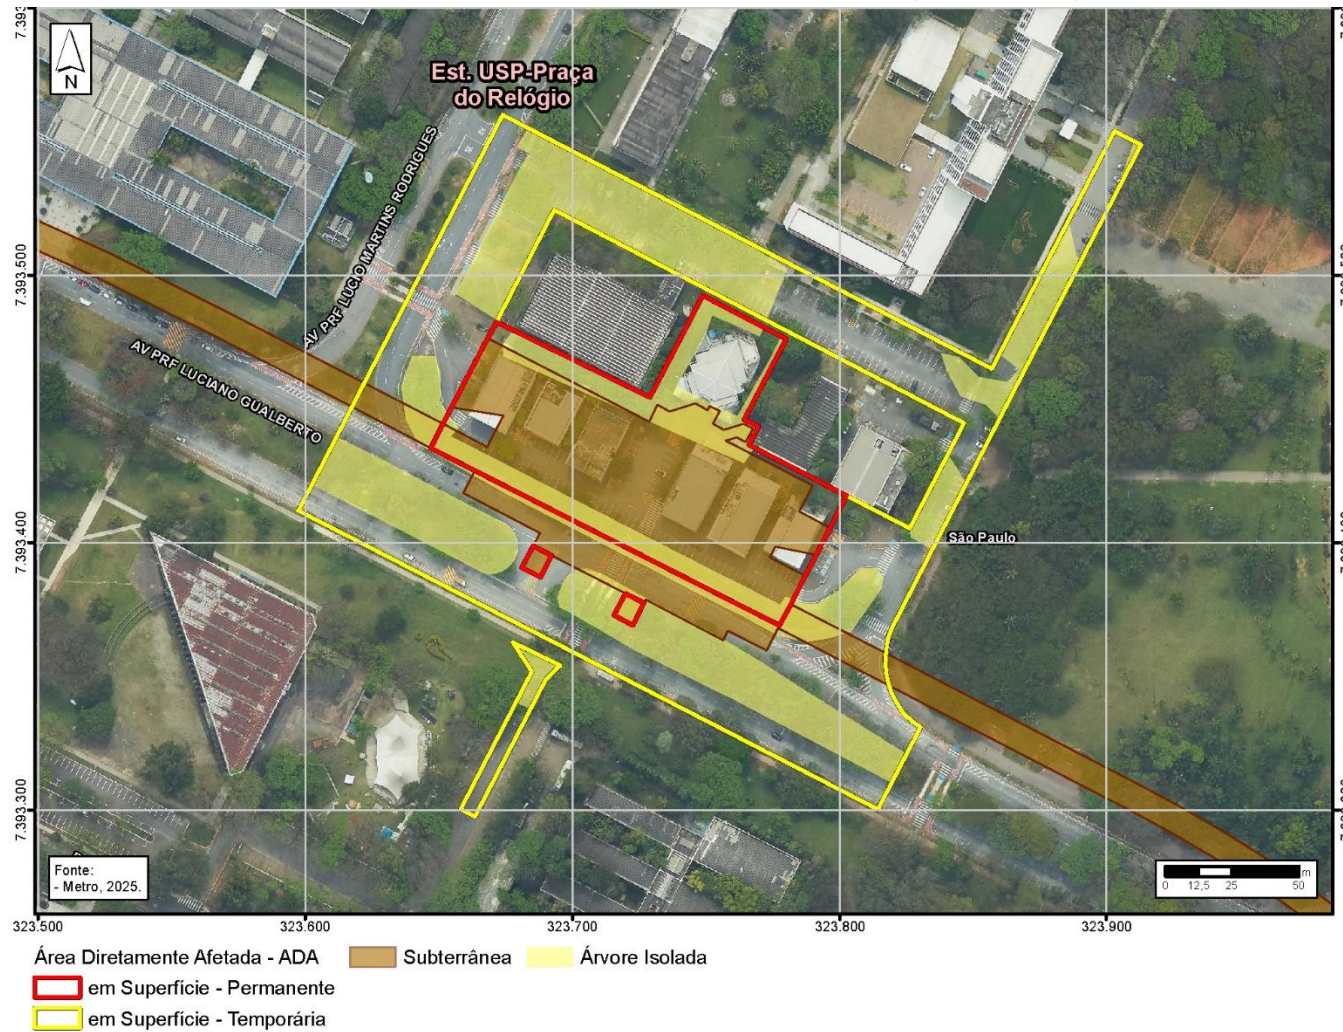 7.393
N
Est. USP-Praça
do Relógio
AV PRF LUCIO MARTINS RODRIGUES
7.393.500
AV PRF LUCIANO GUALBERTO
7.393.400
São Paulo
7.393.300
Fonte:
- Metro, 2025.
m
0 12,5 25 50
323.500 323.600 323.700 323.800 323.900
Área Diretamente Afetada - ADA Subterrânea Árvore Isolada
em Superfície - Permanente
em Superfície - Temporária